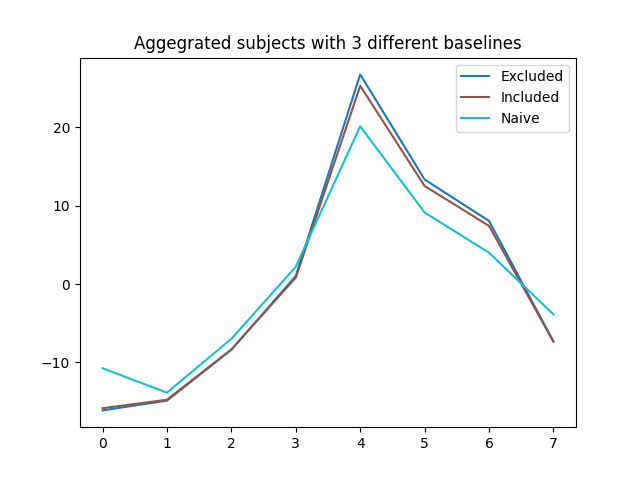 Aggegrated subjects with 3 different baselines
Excluded
Included
Naive
20
10
0
−10
0 1 2 3 4 5 6 7